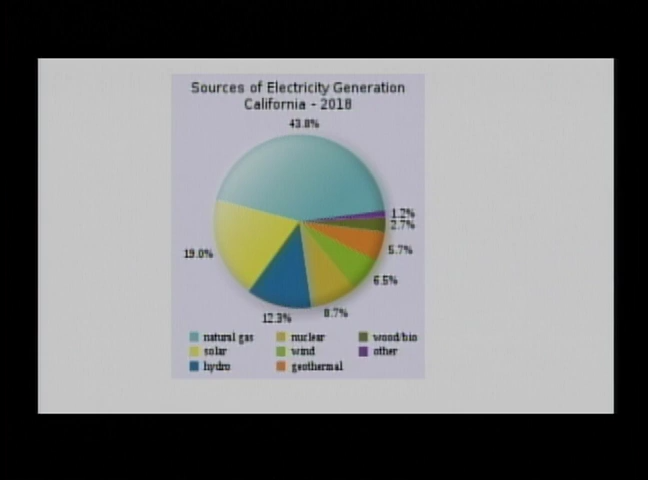 Sources of Electricity Generation
California - 2018
43.8%
1.2%
2.7%
5.7%
6.5%
8.7%
12.3%
19.0%
natural gas nuclear wood/bio
solar wind other
hydro geothermal